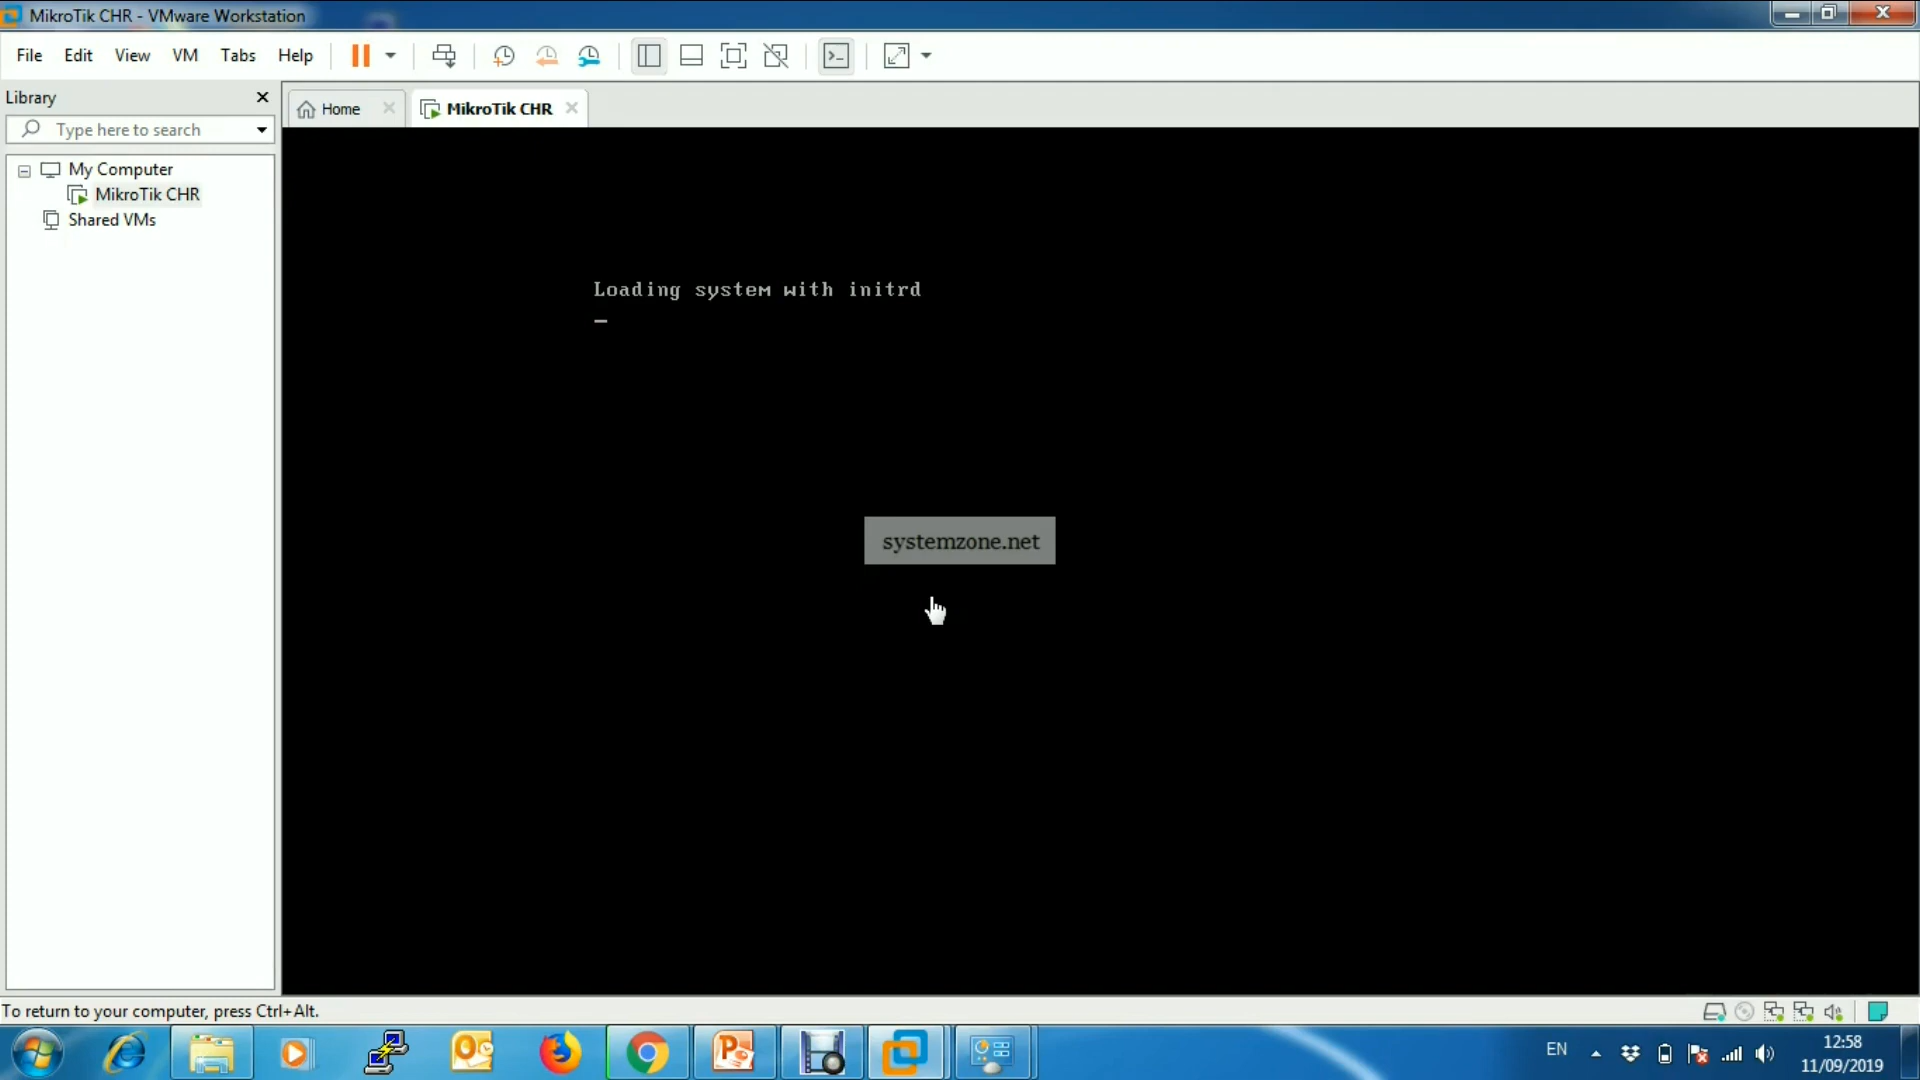 MikroTik CHR - VMware Workstation
File Edit View VM Tabs Help
Library
Type here to search
Home
MikroTik CHR
My Computer
MikroTik CHR
Shared VMs
Loading system with initrd
_
systemzone.net
To return to your computer, press Ctrl+Alt.
EN
12:58
11/09/2019